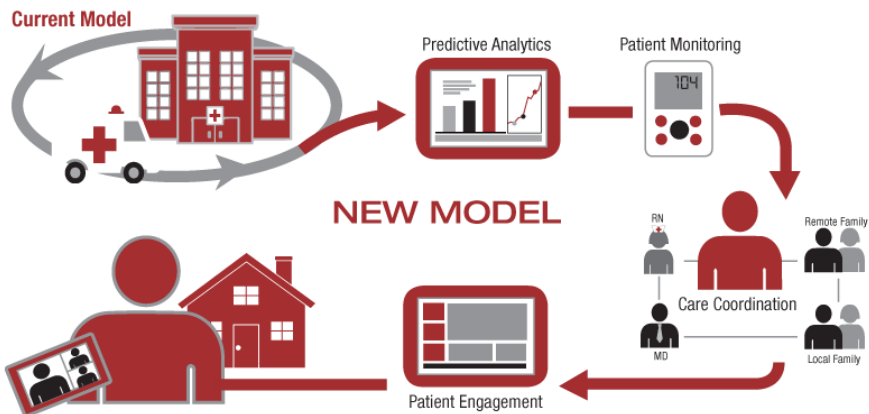 Current Model
Predictive Analytics
Patient Monitoring
104
NEW MODEL
RN
Remote Family
Care Coordination
MD
Local Family
Patient Engagement